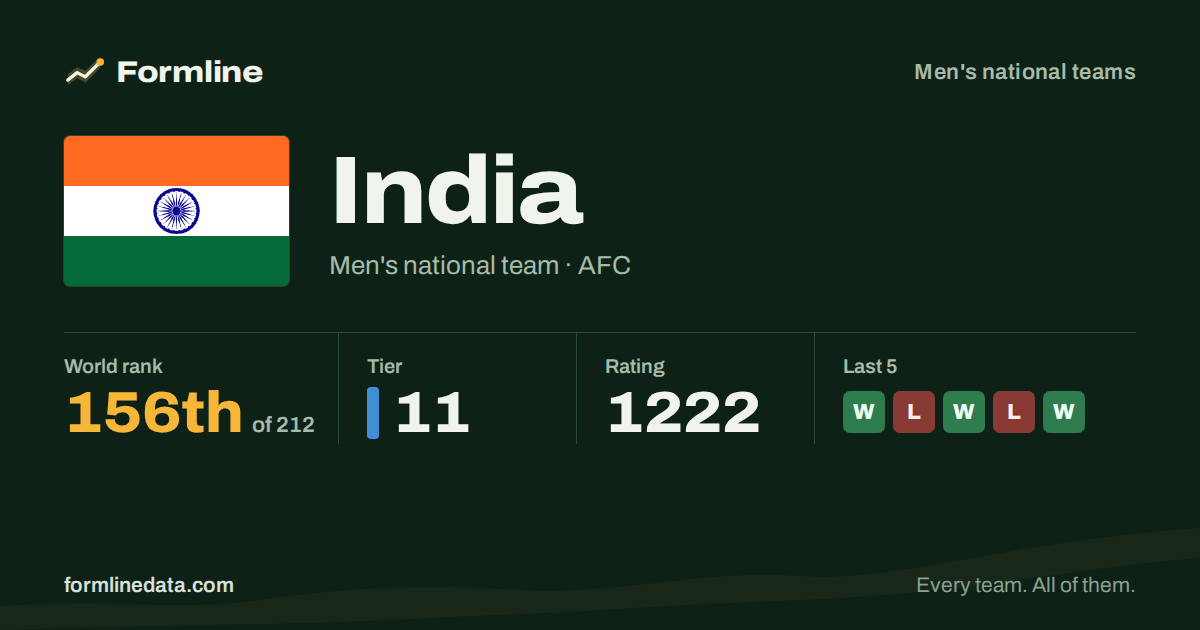 Formline
Men's national teams
India
Men's national team · AFC
World rank
156th of 212
Tier
11
Rating
1222
Last 5
W L W L W
formlinedata.com
Every team. All of them.